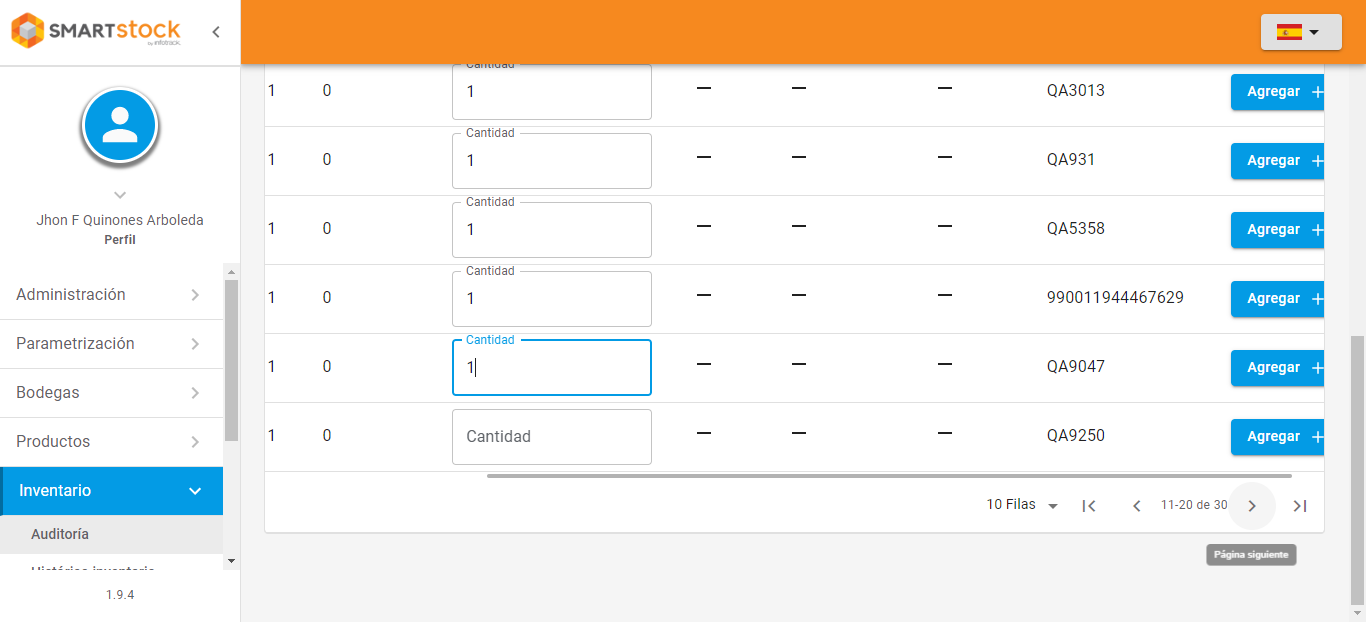 SMARTstock
by infotrack.
Jhon F Quinones Arboleda
Perfil
Administración
Parametrización
Bodegas
Productos
Inventario
Auditoría
Histórico inventario
1.9.4
Cantidad
1 0 1 — — — QA3013 Agregar +
Cantidad
1 0 1 — — — QA931 Agregar +
Cantidad
1 0 1 — — — QA5358 Agregar +
Cantidad
1 0 1 — — — 990011944467629 Agregar +
Cantidad
1 0 1 — — — QA9047 Agregar +
1 0 Cantidad — — — QA9250 Agregar +
10 Filas 11-20 de 30
Página siguiente